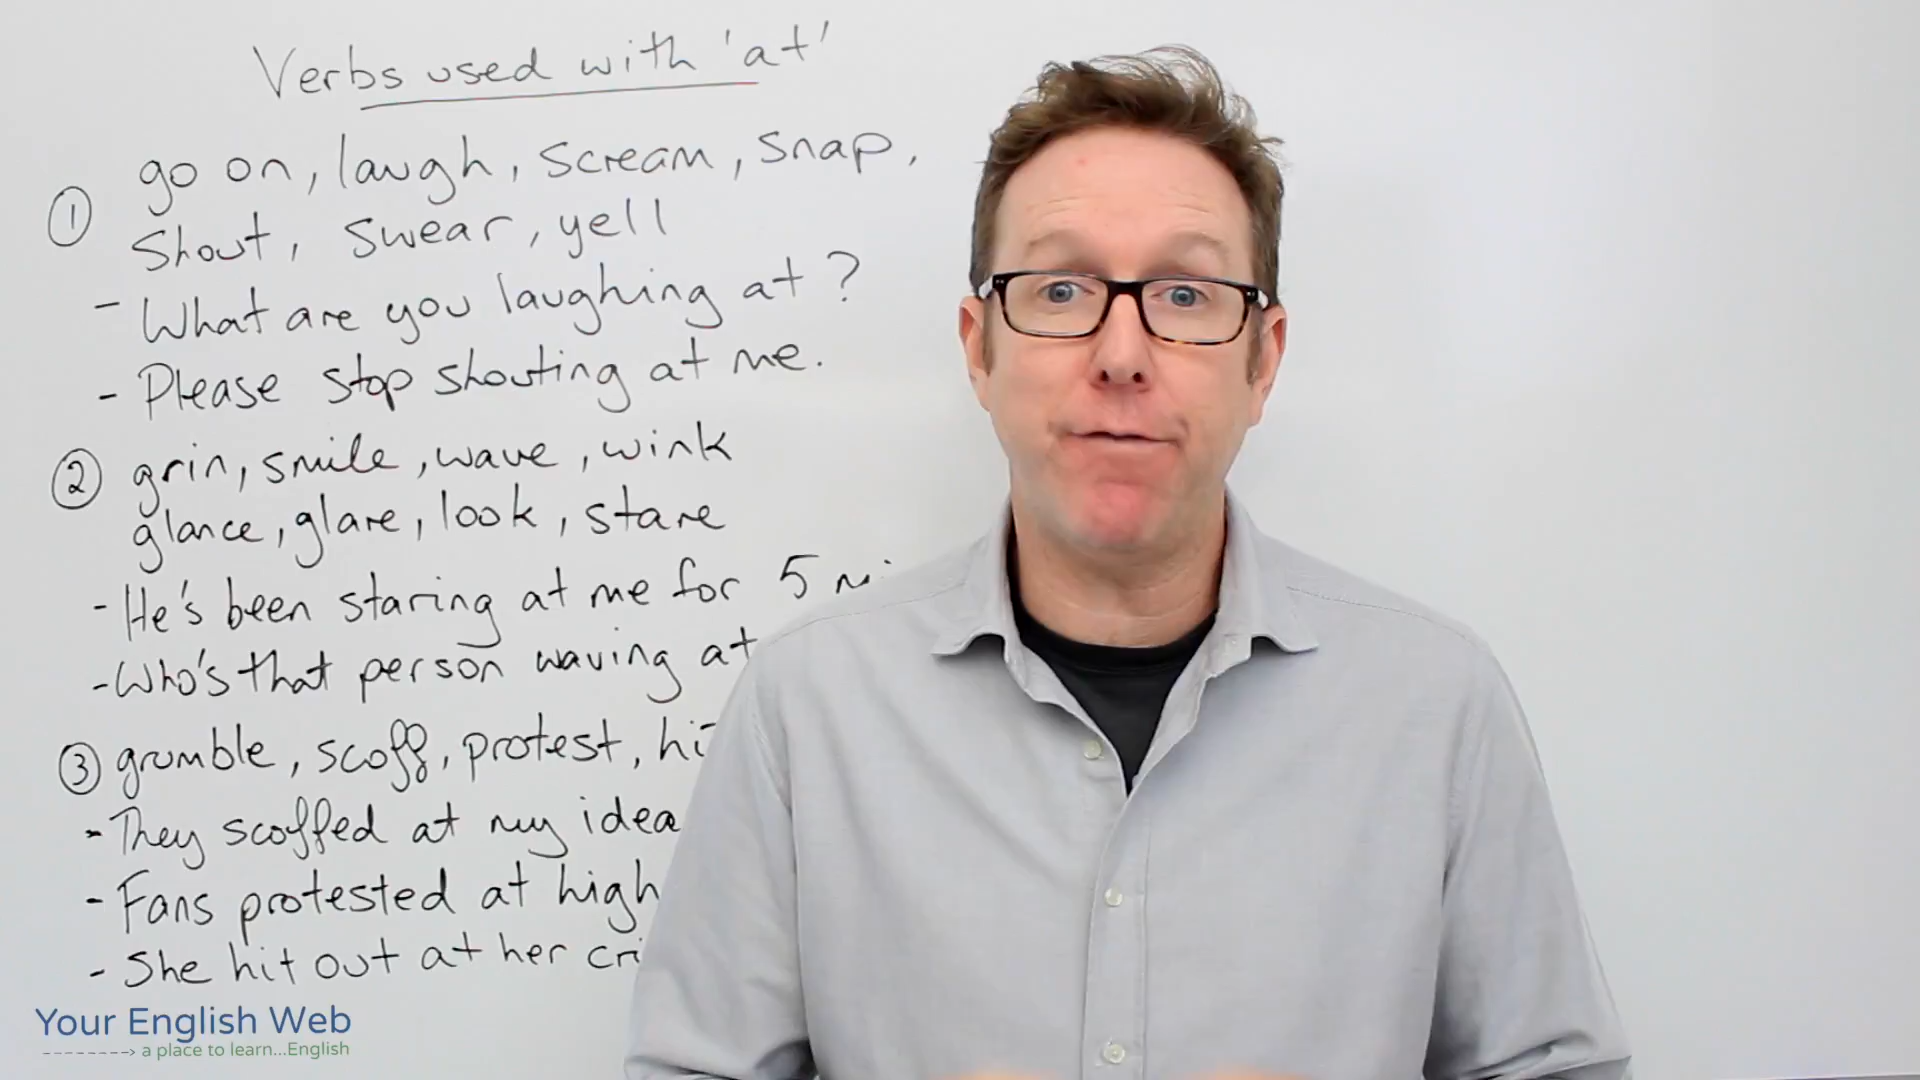 Verbs used with 'at'
① go on, laugh, scream, snap,
shout, swear, yell
- What are you laughing at?
- Please stop shouting at me.
② grin, smile, wave, wink
glance, glare, look, stare
- He's been staring at me for 5
- Who's that person waving at
③ grumble, scoff, protest,
- They scoffed at my idea
- Fans protested at high
- She hit out at her
Your English Web
a place to learn...English